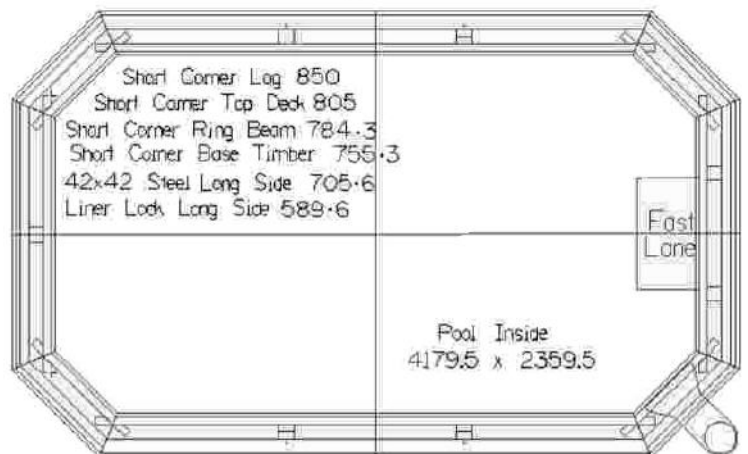 Short Corner Log 850
Short Corner Top Deck 805
Short Corner Ring Beam 784.3
Short Corner Base Timber 755.3
42x42 Steel Long Side 705.6
Liner Lock Long Side 589.6
Fast
Lane
Pool Inside
4179.5 x 2359.5